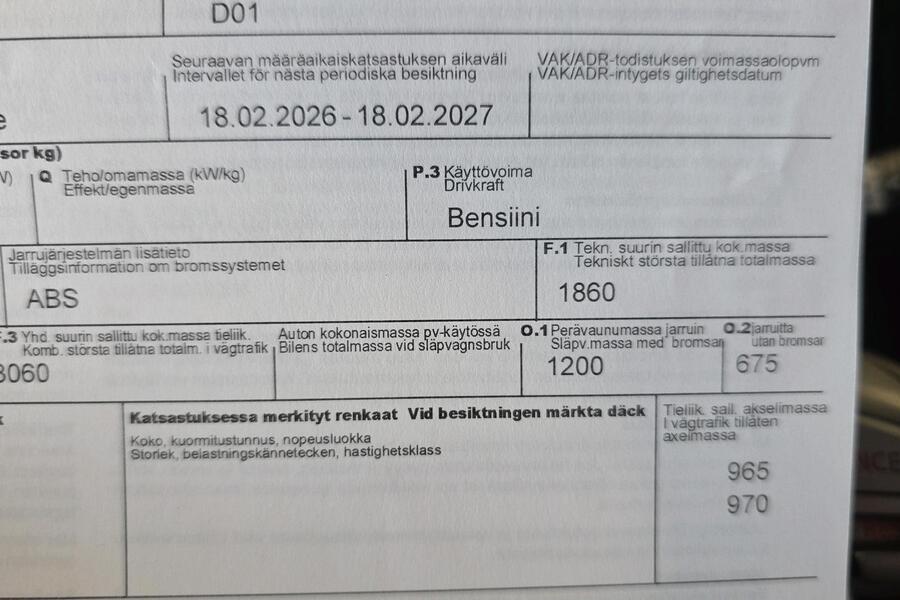 D01
Seuraavan määräaikaiskatsastuksen aikaväli
Intervallet för nästa periodiska besiktning
18.02.2026 - 18.02.2027
VAK/ADR-todistuksen voimassaolopvm
VAK/ADR-intygets giltighetsdatum
sor kg)
Q Teho/omamassa (kW/kg)
Effekt/egenmassa
P.3 Käyttövoima
Drivkraft
Bensiini
Jarrujärjestelmän lisätieto
Tilläggsinformation om bromssystemet
ABS
F.1 Tekn. suurin sallittu kok.massa
Tekniskt största tillåtna totalmassa
1860
F.3 Yhd. suurin sallittu kok.massa tieliik.
Komb. största tillåtna totalm. i vägtrafik
3060
Auton kokonaismassa pv-käytössä
Bilens totalmassa vid släpvagnsbruk
O.1 Perävaunumassa jarruin
Släpv.massa med bromsar
1200
O.2 jarruitta
utan bromsar
675
Katsastuksessa merkityt renkaat Vid besiktningen märkta däck
Koko, kuormitustunnus, nopeusluokka
Storlek, belastningskännetecken, hastighetsklass
Tieliik. sall. akselimassa
I vägtrafik tillåten
axelmassa
965
970